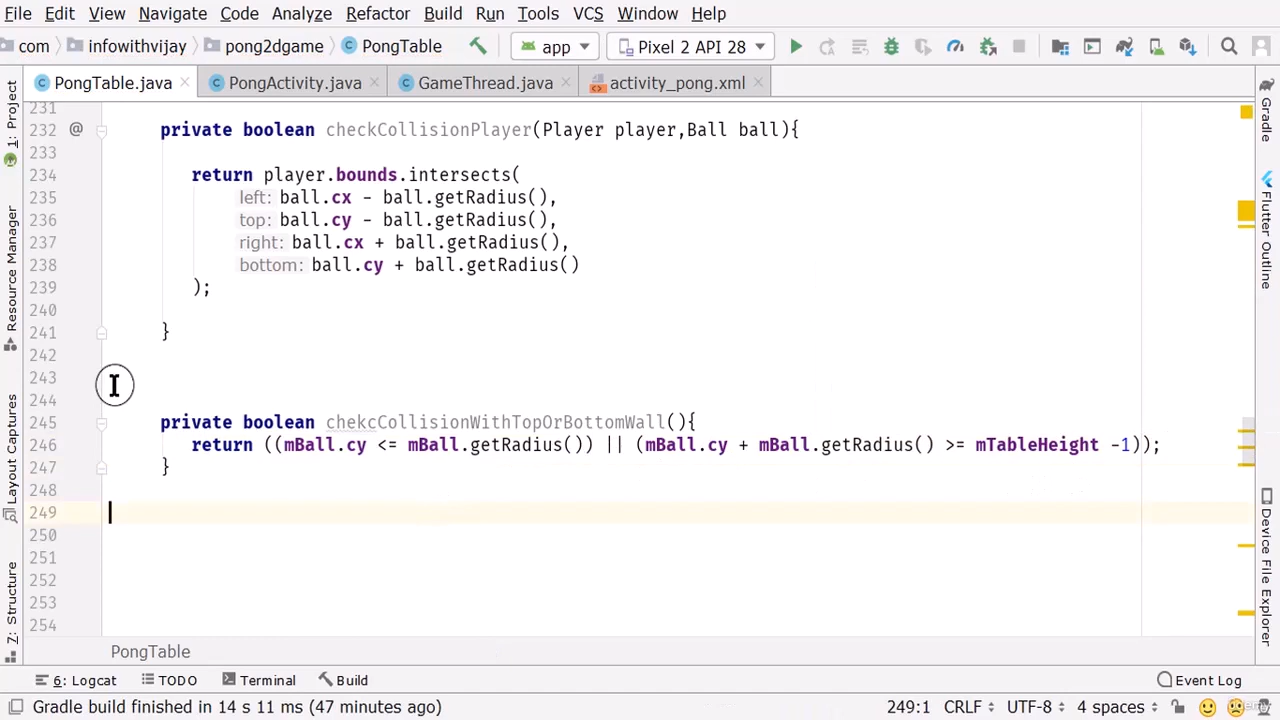 File Edit View Navigate Code Analyze Refactor Build Run Tools VCS Window Help
com infowithvijay pong2dgame PongTable app Pixel 2 API 28
PongTable.java PongActivity.java GameThread.java activity_pong.xml
1: Project
Resource Manager
Layout Captures
Z: Structure
231
232 @ private boolean checkCollisionPlayer(Player player,Ball ball){
233
234 return player.bounds.intersects(
235 left: ball.cx - ball.getRadius(),
236 top: ball.cy - ball.getRadius(),
237 right: ball.cx + ball.getRadius(),
238 bottom: ball.cy + ball.getRadius()
239 );
240
241 }
242
243
244
245 private boolean chekcCollisionWithTopOrBottomWall(){
246 return ((mBall.cy <= mBall.getRadius()) || (mBall.cy + mBall.getRadius() >= mTableHeight -1));
247 }
248
249
250
251
252
253
254
Gradle
Flutter Outline
Device File Explorer
PongTable
6: Logcat TODO Terminal Build Event Log
Gradle build finished in 14 s 11 ms (47 minutes ago) 249:1 CRLF UTF-8 4 spaces